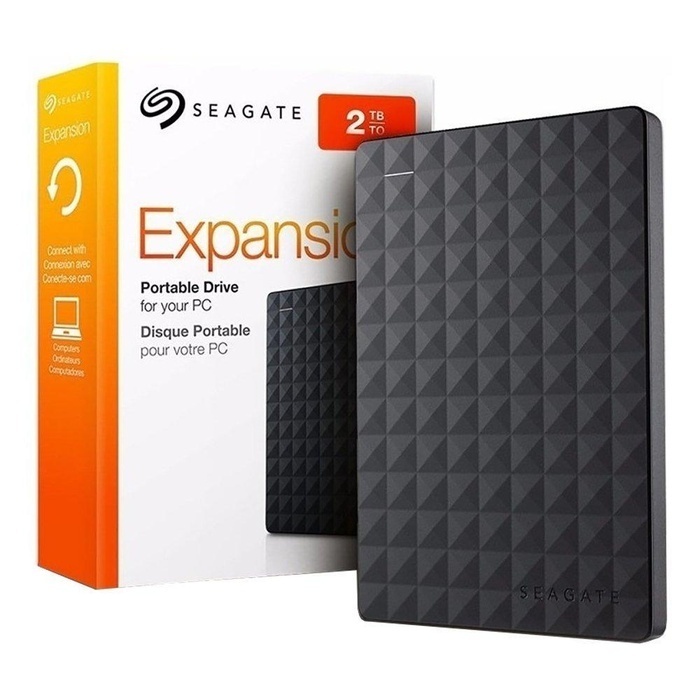 SEAGATE
Expansion
Connect with
Connexion avec
Conecte-se com
Computers
Ordinateurs
Computadores
SEAGATE
2 TB
TO
Expansio
Portable Drive
for your PC
Disque Portable
pour votre PC
SEAGATE